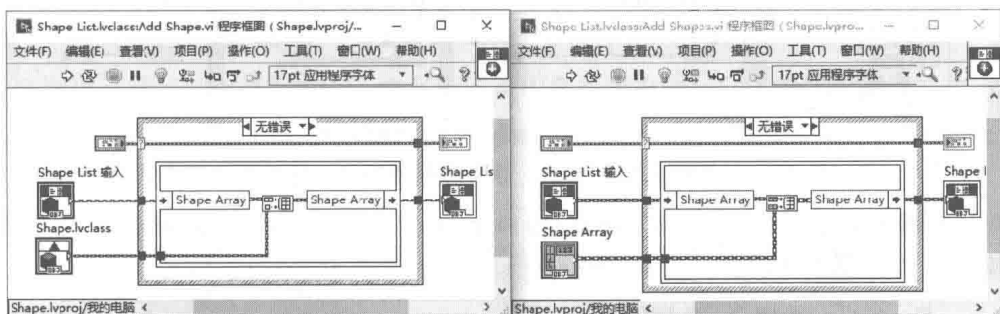 Shape List.lvclass:Add Shape.vi 程序框图 ( Shape.lvproj/...
文件(F) 编辑(E) 查看(V) 项目(P) 操作(O) 工具(T) 窗口(W) 帮助(H)
17pt 应用程序字体
无错误
Shape List 输入
Shape Array
Shape Array
Shape Lis
Shape.lvclass
Shape.lvproj/我的电脑
Shape List.lvclass:Add Shapes.vi 程序框图 (Shape.lvpro...
文件(F) 编辑(E) 查看(V) 项目(P) 操作(O) 工具(T) 窗口(W) 帮助(H)
17pt 应用程序字体
无错误
Shape List 输入
Shape Array
Shape Array
Shape l
Shape Array
Shape.lvproj/我的电脑